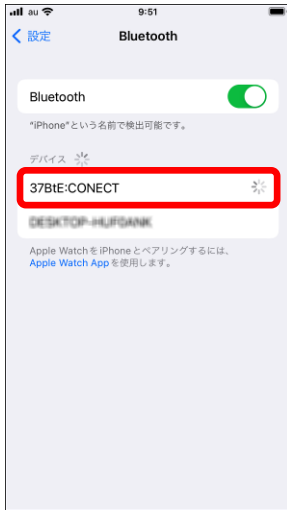 au 9:51
設定 Bluetooth
Bluetooth
"iPhone"という名前で検出可能です。
デバイス
37BtE:CONECT
Apple WatchをiPhoneとペアリングするには、
Apple Watch Appを使用します。